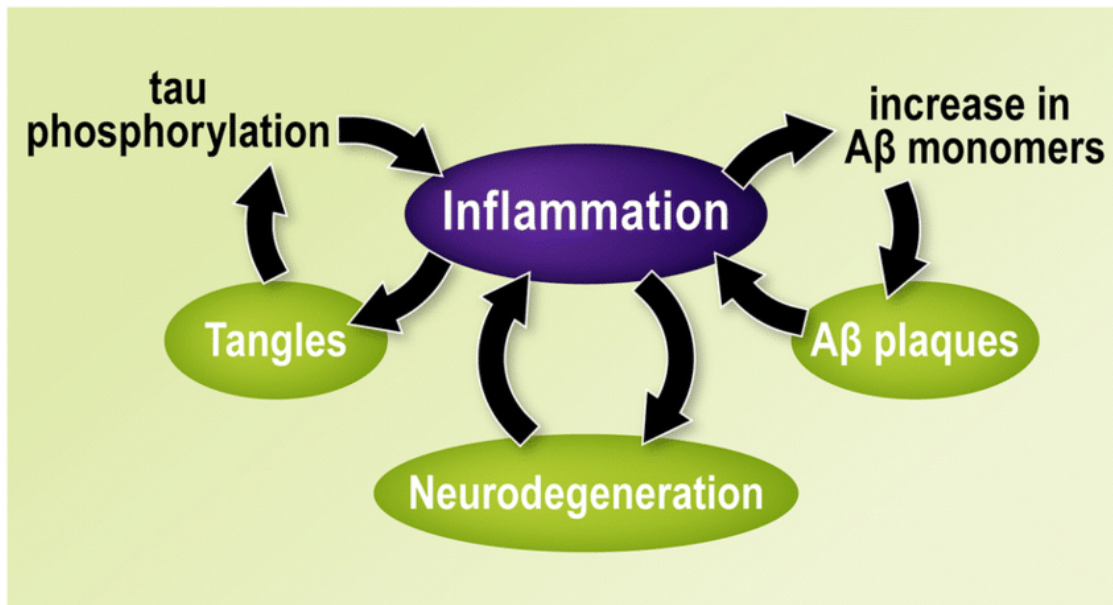 tau
phosphorylation
increase in
Aβ monomers
Inflammation
Tangles
Aβ plaques
Neurodegeneration